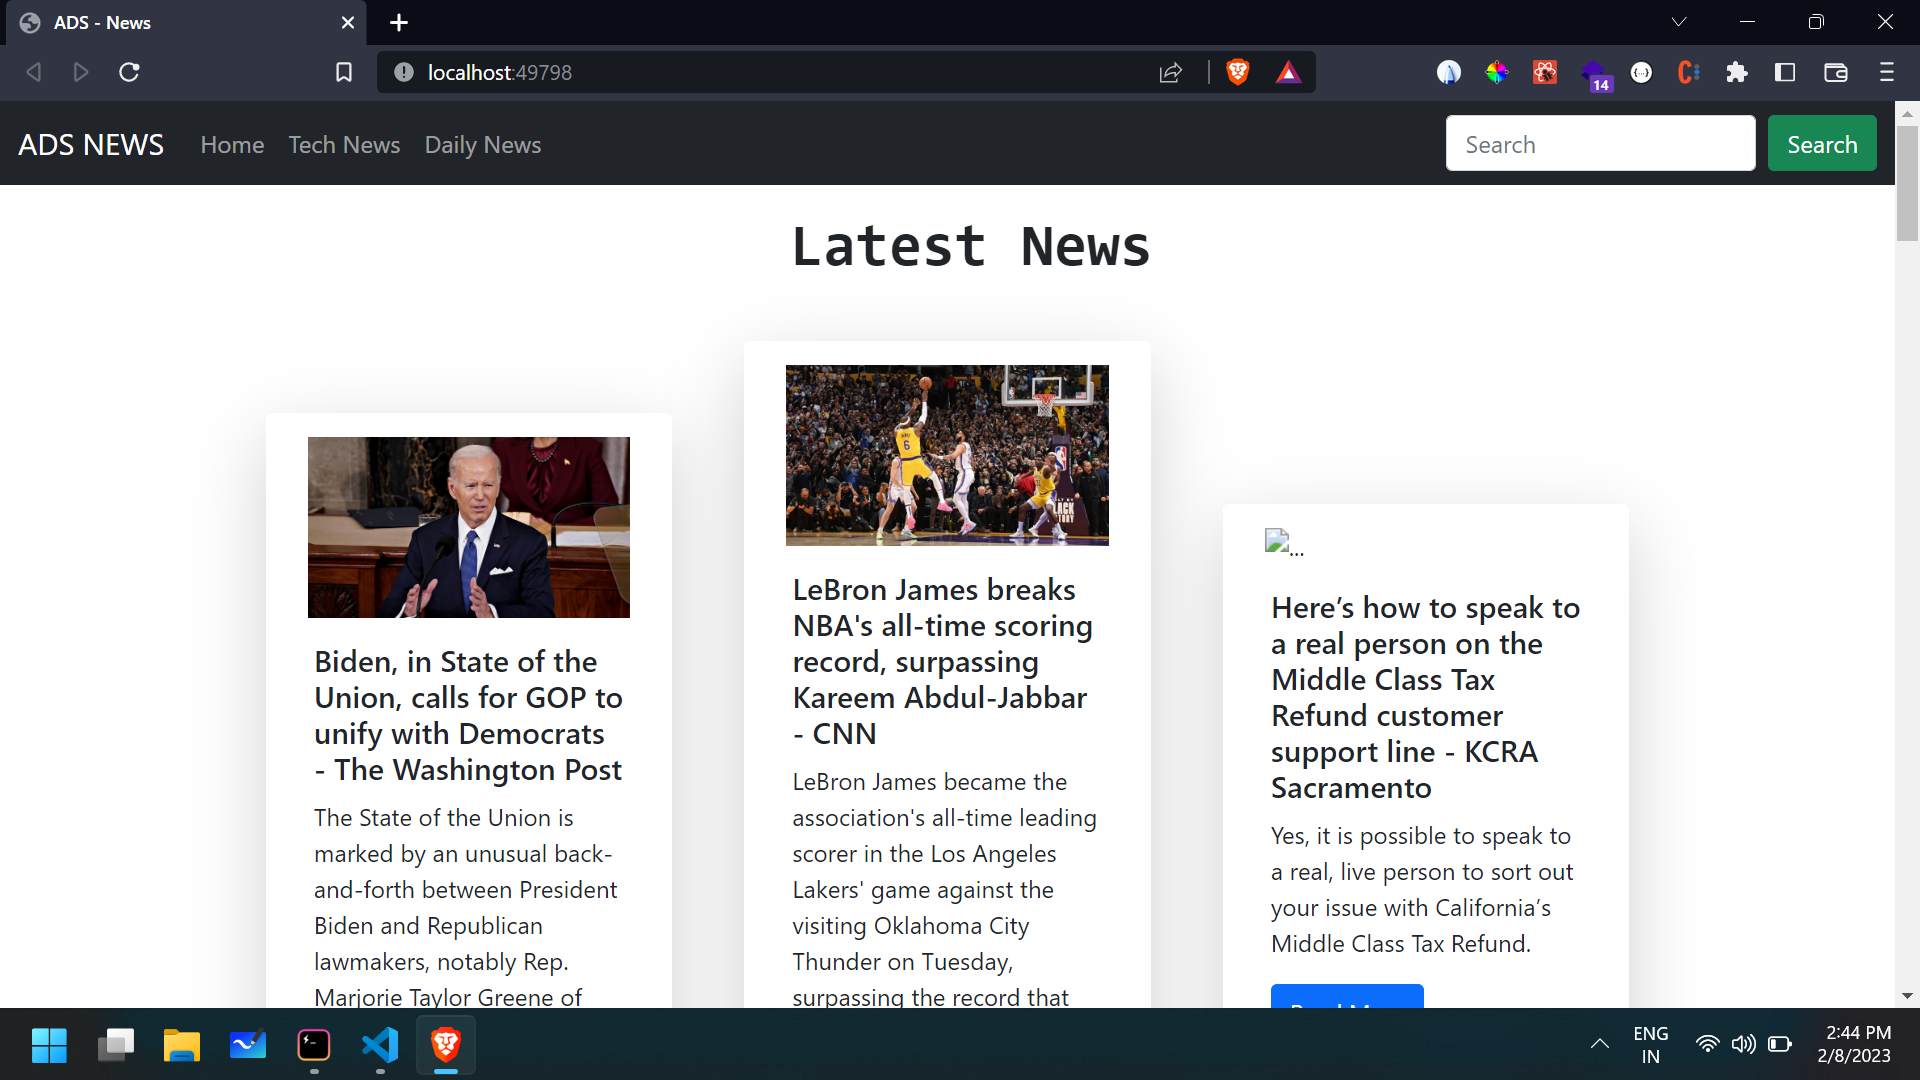 ADS - News
localhost:49798
14
ADS NEWS
Home
Tech News
Daily News
Search
Search
Latest News
Biden, in State of the
Union, calls for GOP to
unify with Democrats
- The Washington Post
The State of the Union is
marked by an unusual back-
and-forth between President
Biden and Republican
lawmakers, notably Rep.
Marjorie Taylor Greene of
6
LeBron James breaks
NBA's all-time scoring
record, surpassing
Kareem Abdul-Jabbar
- CNN
LeBron James became the
association's all-time leading
scorer in the Los Angeles
Lakers' game against the
visiting Oklahoma City
Thunder on Tuesday,
surpassing the record that
...
Here’s how to speak to
a real person on the
Middle Class Tax
Refund customer
support line - KCRA
Sacramento
Yes, it is possible to speak to
a real, live person to sort out
your issue with California’s
Middle Class Tax Refund.
ENG
IN
2:44 PM
2/8/2023